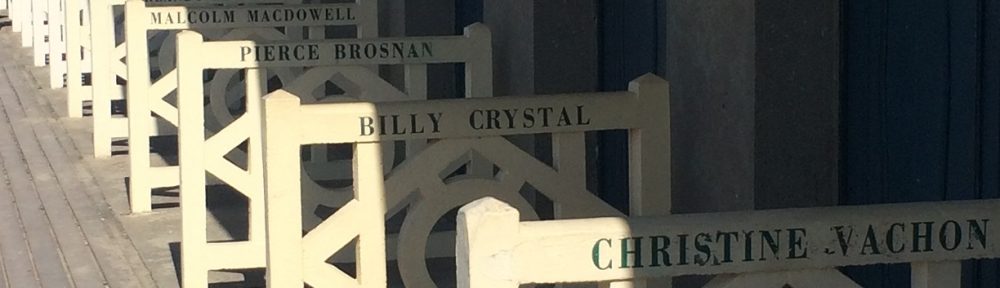 MALCOLM MACDOWELL
PIERCE BROSNAN
BILLY CRYSTAL
CHRISTINE VACHON